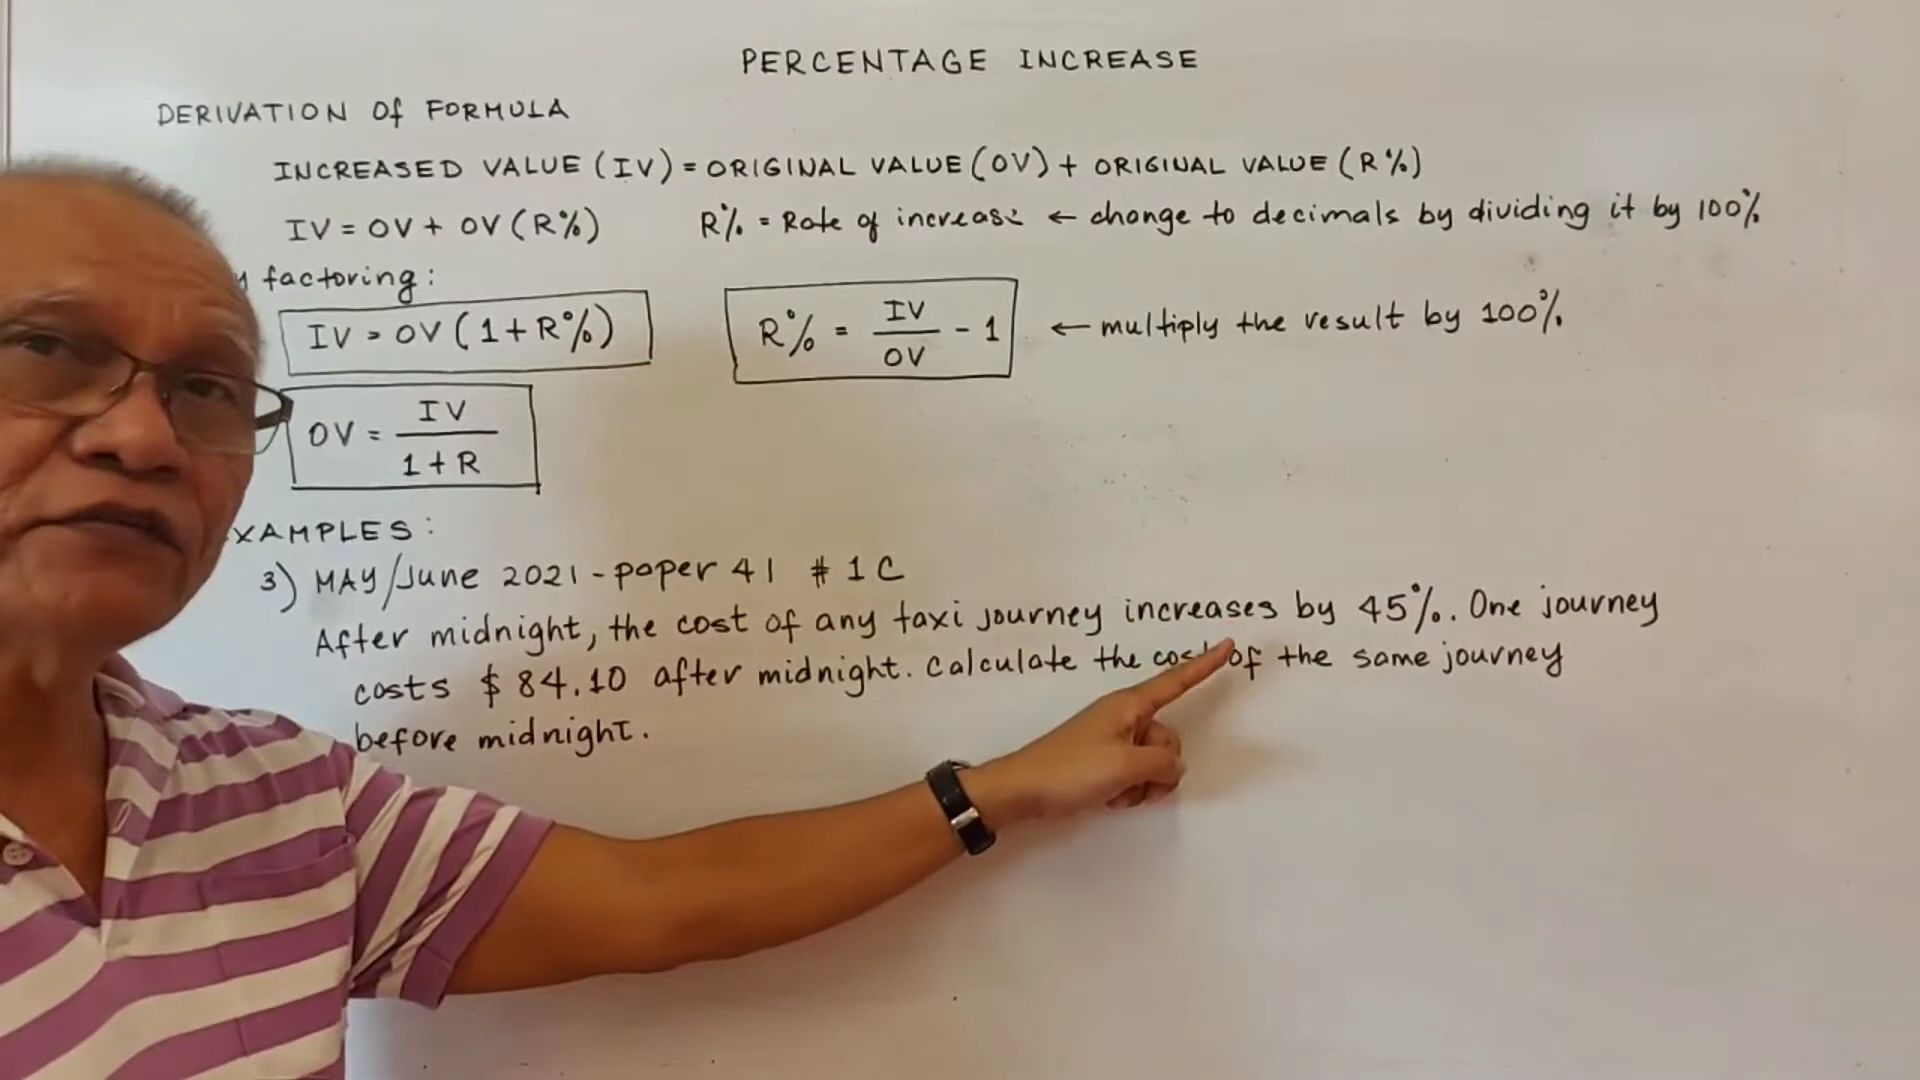 PERCENTAGE INCREASE
DERIVATION Of FORMULA
INCREASED VALUE (IV) = ORIGINAL VALUE (OV) + ORIGINAL VALUE (R%)
IV = OV + OV (R%) R% = Rate of increase ← change to decimals by dividing it by 100%
factoring:
IV = OV (1 + R%) R% = IV/OV - 1 ← multiply the result by 100%
OV = IV/1 + R
XAMPLES:
3) MAY/June 2021 - paper 41 # 1 C
After midnight, the cost of any taxi journey increases by 45%. One journey
costs $ 84.10 after midnight. Calculate the cost of the same journey
before midnight.